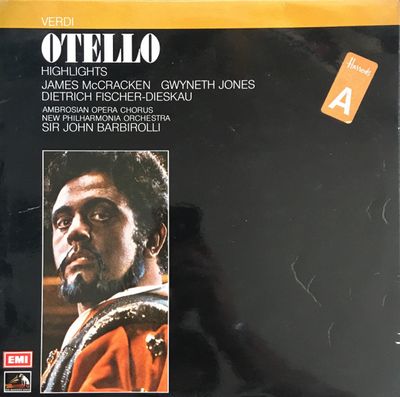 VERDI
OTELLO
HIGHLIGHTS
JAMES McCRACKEN GWYNETH JONES
DIETRICH FISCHER-DIESKAU
AMBROSIAN OPERA CHORUS
NEW PHILHARMONIA ORCHESTRA
SIR JOHN BARBIROLLI
Harrods
A
EMI